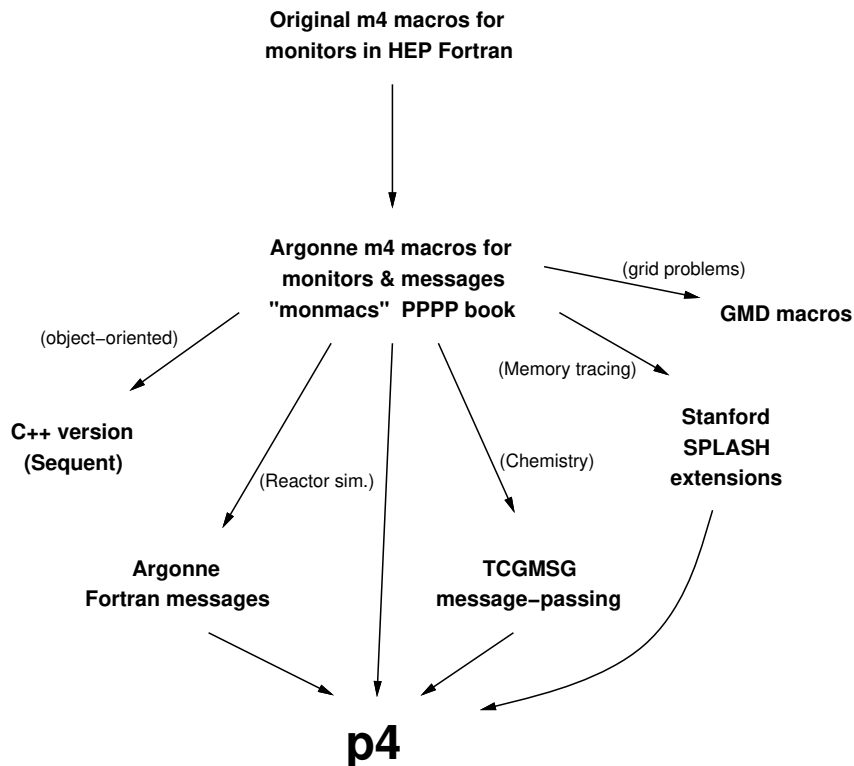 Original m4 macros for
monitors in HEP Fortran
Argonne m4 macros for
monitors & messages
"monmacs"  PPPP book
(grid problems)
GMD macros
(object−oriented)
(Memory tracing)
C++ version
(Sequent)
Stanford
SPLASH
extensions
(Reactor sim.)
(Chemistry)
Argonne
Fortran messages
TCGMSG
message−passing
p4